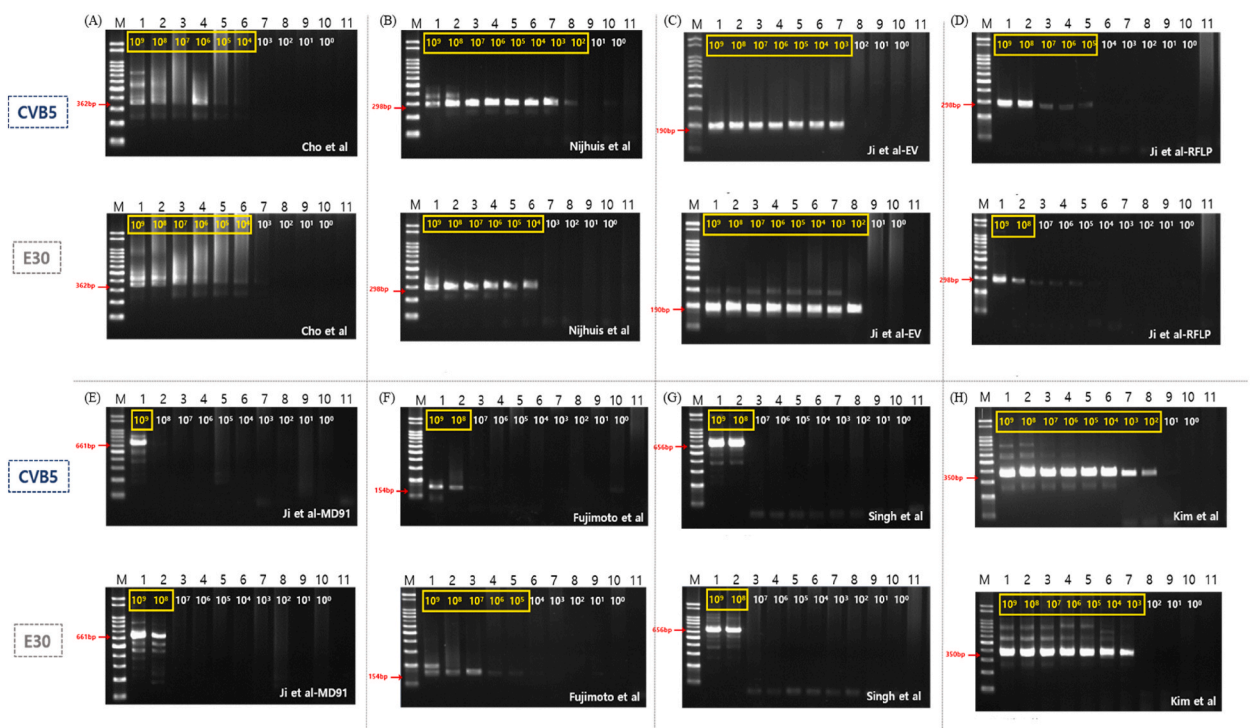 (A) M 1 2 3 4 5 6 7 8 9 10 11
10⁹ 10⁸ 10⁷ 10⁶ 10⁵ 10⁴ 10³ 10² 10¹ 10⁰
362bp
Cho et al
(B) M 1 2 3 4 5 6 7 8 9 10 11
10⁹ 10⁸ 10⁷ 10⁶ 10⁵ 10⁴ 10³ 10² 10¹ 10⁰
298bp
Nijhuis et al
(C) M 1 2 3 4 5 6 7 8 9 10 11
10⁹ 10⁸ 10⁷ 10⁶ 10⁵ 10⁴ 10³ 10² 10¹ 10⁰
190bp
Ji et al-EV
(D) M 1 2 3 4 5 6 7 8 9 10 11
10⁹ 10⁸ 10⁷ 10⁶ 10⁵ 10⁴ 10³ 10² 10¹ 10⁰
298bp
Ji et al-RFLP
CVB5
M 1 2 3 4 5 6 7 8 9 10 11
10⁹ 10⁸ 10⁷ 10⁶ 10⁵ 10⁴ 10³ 10² 10¹ 10⁰
362bp
Cho et al
M 1 2 3 4 5 6 7 8 9 10 11
10⁹ 10⁸ 10⁷ 10⁶ 10⁵ 10⁴ 10³ 10² 10¹ 10⁰
298bp
Nijhuis et al
M 1 2 3 4 5 6 7 8 9 10 11
10⁹ 10⁸ 10⁷ 10⁶ 10⁵ 10⁴ 10³ 10² 10¹ 10⁰
190bp
Ji et al-EV
M 1 2 3 4 5 6 7 8 9 10 11
10⁹ 10⁸ 10⁷ 10⁶ 10⁵ 10⁴ 10³ 10² 10¹ 10⁰
298bp
Ji et al-RFLP
E30
(E) M 1 2 3 4 5 6 7 8 9 10 11
10⁹ 10⁸ 10⁷ 10⁶ 10⁵ 10⁴ 10³ 10² 10¹ 10⁰
661bp
Ji et al-MD91
(F) M 1 2 3 4 5 6 7 8 9 10 11
10⁹ 10⁸ 10⁷ 10⁶ 10⁵ 10⁴ 10³ 10² 10¹ 10⁰
154bp
Fujimoto et al
(G) M 1 2 3 4 5 6 7 8 9 10 11
10⁹ 10⁸ 10⁷ 10⁶ 10⁵ 10⁴ 10³ 10² 10¹ 10⁰
656bp
Singh et al
(H) M 1 2 3 4 5 6 7 8 9 10 11
10⁹ 10⁸ 10⁷ 10⁶ 10⁵ 10⁴ 10³ 10² 10¹ 10⁰
350bp
Kim et al
CVB5
M 1 2 3 4 5 6 7 8 9 10 11
10⁹ 10⁸ 10⁷ 10⁶ 10⁵ 10⁴ 10³ 10² 10¹ 10⁰
661bp
Ji et al-MD91
M 1 2 3 4 5 6 7 8 9 10 11
10⁹ 10⁸ 10⁷ 10⁶ 10⁵ 10⁴ 10³ 10² 10¹ 10⁰
154bp
Fujimoto et al
M 1 2 3 4 5 6 7 8 9 10 11
10⁹ 10⁸ 10⁷ 10⁶ 10⁵ 10⁴ 10³ 10² 10¹ 10⁰
656bp
Singh et al
M 1 2 3 4 5 6 7 8 9 10 11
10⁹ 10⁸ 10⁷ 10⁶ 10⁵ 10⁴ 10³ 10² 10¹ 10⁰
350bp
Kim et al
E30